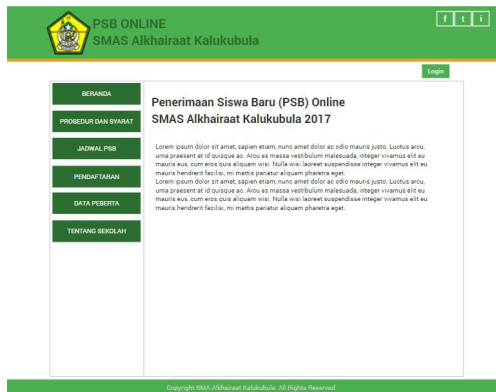 PSB ONLINE
SMAS Alkhairaat Kalukubula
f t i
Login
BERANDA
PROSEDUR DAN SYARAT
JADWAL PSB
PENDAFTARAN
DATA PESERTA
TENTANG SEKOLAH
Penerimaan Siswa Baru (PSB) Online
SMAS Alkhairaat Kalukubula 2017
Lorem ipsum dolor sit amet, sapien etiam, nunc amet dolor ac odio mauris justo. Luctus arcu,
urna praesent at id quisque ac. Arcu es massa vestibulum malesuada, integer vivamus elit eu
mauris eus, cum eros quis aliquam wisi. Nulla wisi laoreet suspendisse integer vivamus elit eu
mauris hendrerit facilisi, mi mattis pariatur aliquam pharetra eget.
Lorem ipsum dolor sit amet, sapien etiam, nunc amet dolor ac odio mauris justo. Luctus arcu,
urna praesent at id quisque ac. Arcu es massa vestibulum malesuada, integer vivamus elit eu
mauris eus, cum eros quis aliquam wisi. Nulla wisi laoreet suspendisse integer vivamus elit eu
mauris hendrerit facilisi, mi mattis pariatur aliquam pharetra eget.
Copyright SMA Alkhairaat Kalukubula. All Rights Reserved